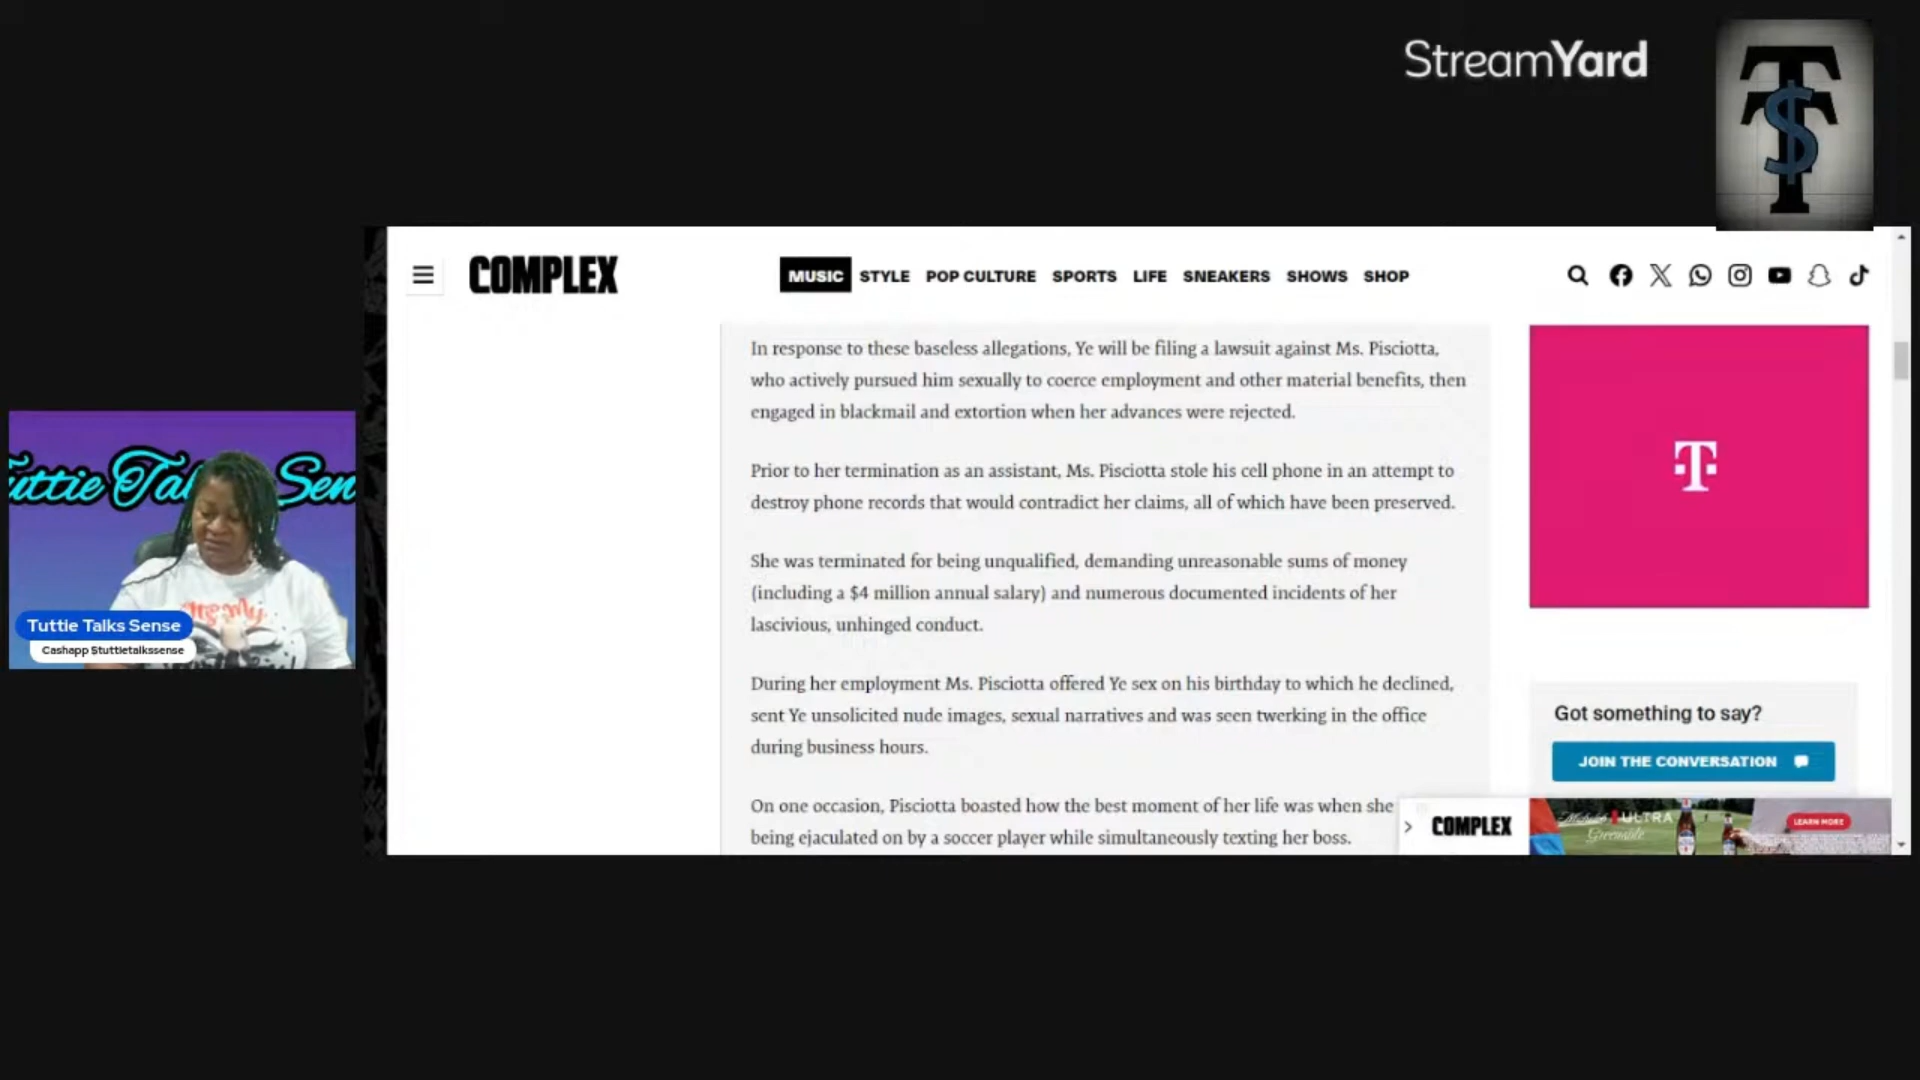 StreamYard
T$
COMPLEX
MUSIC STYLE POP CULTURE SPORTS LIFE SNEAKERS SHOWS SHOP
In response to these baseless allegations, Ye will be filing a lawsuit against Ms. Pisciotta,
who actively pursued him sexually to coerce employment and other material benefits, then
engaged in blackmail and extortion when her advances were rejected.
Prior to her termination as an assistant, Ms. Pisciotta stole his cell phone in an attempt to
destroy phone records that would contradict her claims, all of which have been preserved.
She was terminated for being unqualified, demanding unreasonable sums of money
(including a $4 million annual salary) and numerous documented incidents of her
lascivious, unhinged conduct.
During her employment Ms. Pisciotta offered Ye sex on his birthday to which he declined,
sent Ye unsolicited nude images, sexual narratives and was seen twerking in the office
during business hours.
On one occasion, Pisciotta boasted how the best moment of her life was when she
being ejaculated on by a soccer player while simultaneously texting her boss.
T
Got something to say?
JOIN THE CONVERSATION
COMPLEX
ULTRA
LEARN MORE
uttie Tal Sen
Tuttie Talks Sense
Cashapp $tuttietalkssense